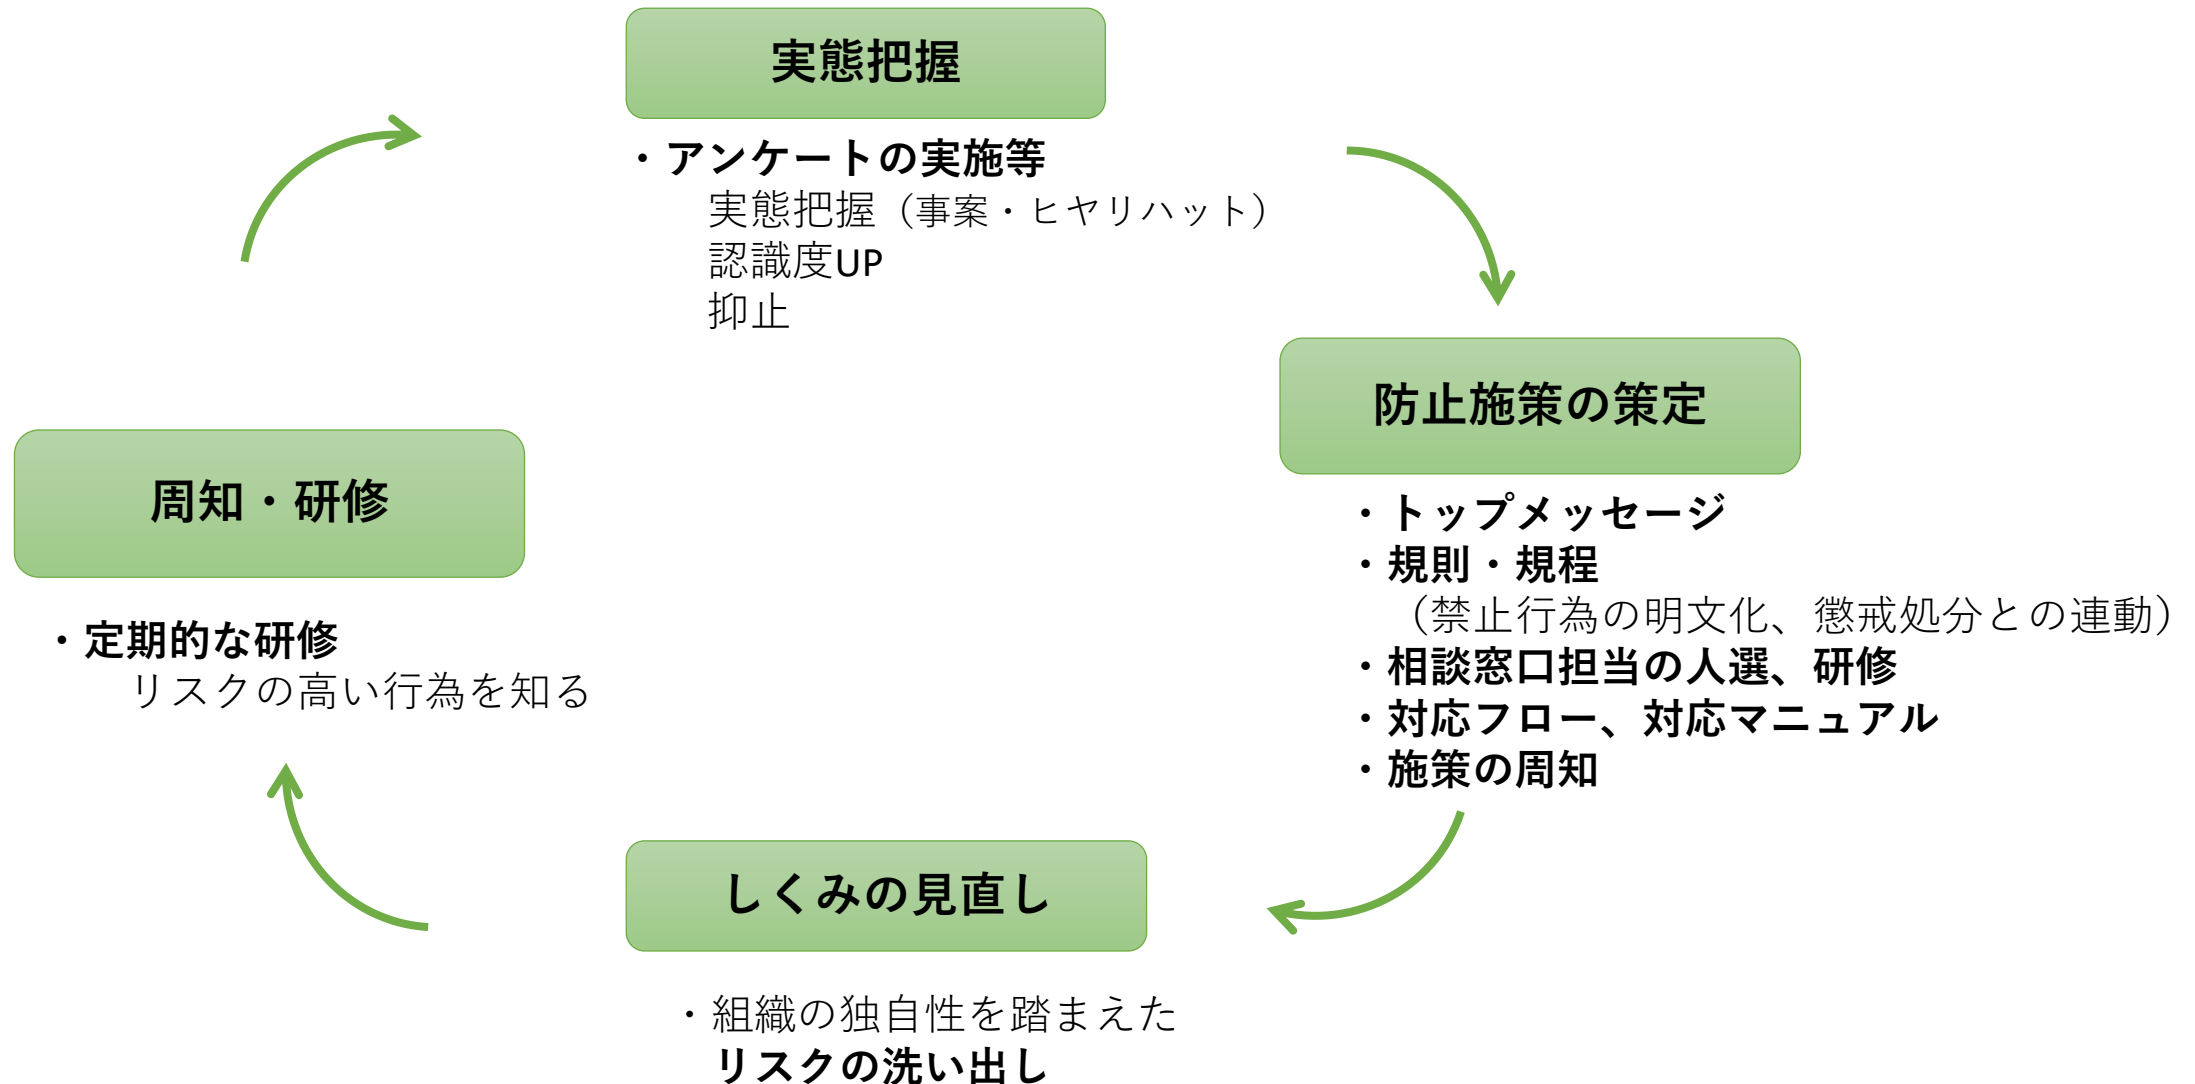 実態把握
・アンケートの実施等
実態把握（事案・ヒヤリハット）
認識度UP
抑止
防止施策の策定
・トップメッセージ
・規則・規程
（禁止行為の明文化、懲戒処分との連動）
・相談窓口担当の人選、研修
・対応フロー、対応マニュアル
・施策の周知
しくみの見直し
・組織の独自性を踏まえた
リスクの洗い出し
周知・研修
・定期的な研修
リスクの高い行為を知る